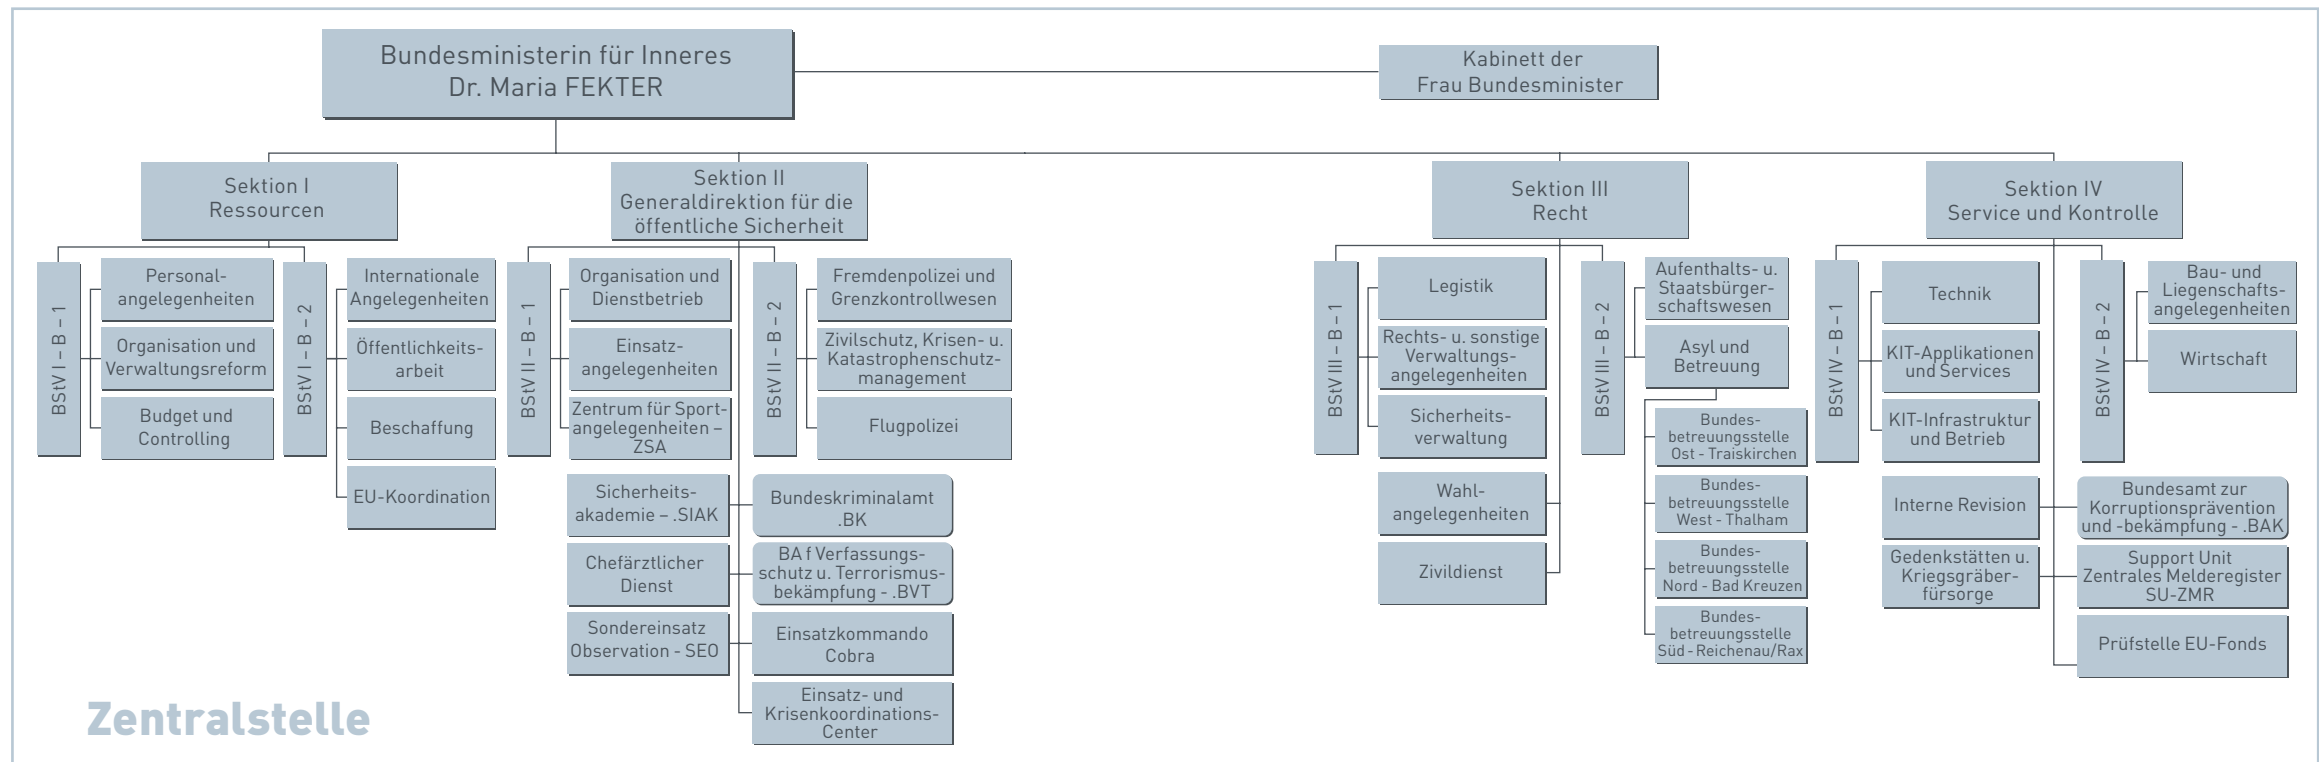 Bundesministerin für Inneres
Dr. Maria FEKTER
Kabinett der
Frau Bundesminister
Sektion I
Ressourcen
BStV I – B – 1
Personal-
angelegenheiten
Organisation und
Verwaltungsreform
Budget und
Controlling
BStV I – B – 2
Internationale
Angelegenheiten
Öffentlichkeits-
arbeit
Beschaffung
EU-Koordination
Sektion II
Generaldirektion für die
öffentliche Sicherheit
BStV II – B – 1
Organisation und
Dienstbetrieb
Einsatz-
angelegenheiten
Zentrum für Sport-
angelegenheiten –
ZSA
BStV II – B – 2
Fremdenpolizei und
Grenzkontrollwesen
Zivilschutz, Krisen- u.
Katastrophenschutz-
management
Flugpolizei
Sicherheits-
akademie – .SIAK
Bundeskriminalamt
.BK
Chefärztlicher
Dienst
BA f Verfassungs-
schutz u. Terrorismus-
bekämpfung - .BVT
Sondereinsatz
Observation - SEO
Einsatzkommando
Cobra
Einsatz- und
Krisenkoordinations-
Center
Sektion III
Recht
BStV III – B – 1
Legistik
Rechts- u. sonstige
Verwaltungs-
angelegenheiten
Sicherheits-
verwaltung
Wahl-
angelegenheiten
Zivildienst
BStV III – B – 2
Aufenthalts- u.
Staatsbürger-
schaftswesen
Asyl und
Betreuung
Bundes-
betreuungsstelle
Ost - Traiskirchen
Bundes-
betreuungsstelle
West - Thalham
Bundes-
betreuungsstelle
Nord - Bad Kreuzen
Bundes-
betreuungsstelle
Süd - Reichenau/Rax
Sektion IV
Service und Kontrolle
BStV IV – B – 1
Technik
KIT-Applikationen
und Services
KIT-Infrastruktur
und Betrieb
BStV IV – B – 2
Bau- und
Liegenschafts-
angelegenheiten
Wirtschaft
Interne Revision
Bundesamt zur
Korruptionsprävention
und -bekämpfung - .BAK
Gedenkstätten u.
Kriegsgräber-
fürsorge
Support Unit
Zentrales Melderegister
SU-ZMR
Prüfstelle EU-Fonds
Zentralstelle